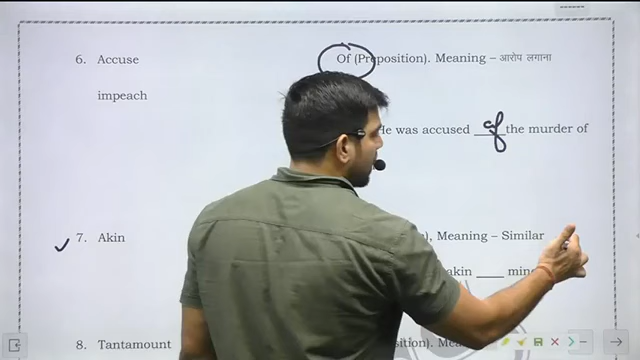 6. Accuse Of (Preposition). Meaning – आरोप लगाना
impeach
He was accused of the murder of
7. Akin Meaning – Similar
akin ____
8. Tantamount